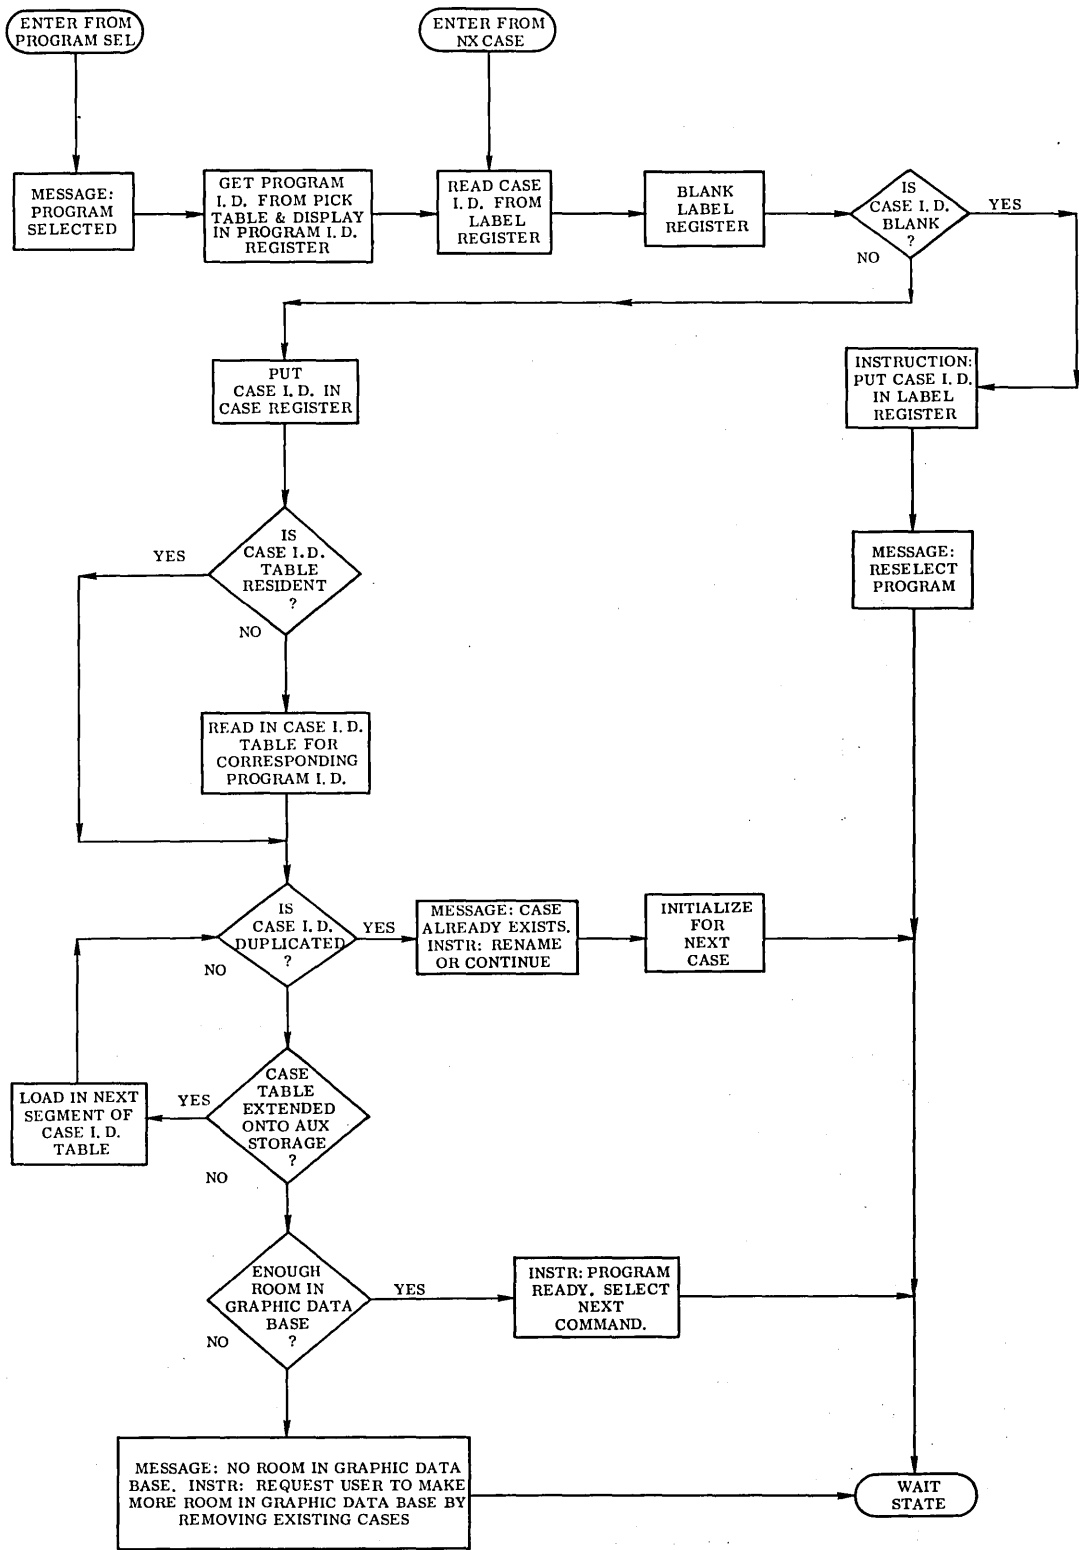 ENTER FROM
PROGRAM SEL
ENTER FROM
NX CASE
MESSAGE:
PROGRAM
SELECTED
GET PROGRAM
I. D. FROM PICK
TABLE & DISPLAY
IN PROGRAM I. D.
REGISTER
READ CASE
I. D. FROM
LABEL
REGISTER
BLANK
LABEL
REGISTER
IS
CASE I. D.
BLANK
?
YES
NO
PUT
CASE I. D. IN
CASE REGISTER
INSTRUCTION:
PUT CASE I. D.
IN LABEL
REGISTER
IS
CASE I.D.
TABLE
RESIDENT
?
YES
NO
MESSAGE:
RESELECT
PROGRAM
READ IN CASE I. D.
TABLE FOR
CORRESPONDING
PROGRAM I. D.
IS
CASE I. D.
DUPLICATED
?
YES
NO
MESSAGE: CASE
ALREADY EXISTS.
INSTR: RENAME
OR CONTINUE
INITIALIZE
FOR
NEXT
CASE
CASE
TABLE
EXTENDED
ONTO AUX
STORAGE
?
YES
NO
LOAD IN NEXT
SEGMENT OF
CASE I. D.
TABLE
ENOUGH
ROOM IN
GRAPHIC DATA
BASE
?
YES
NO
INSTR: PROGRAM
READY. SELECT
NEXT
COMMAND.
MESSAGE: NO ROOM IN GRAPHIC DATA
BASE. INSTR: REQUEST USER TO MAKE
MORE ROOM IN GRAPHIC DATA BASE BY
REMOVING EXISTING CASES
WAIT
STATE